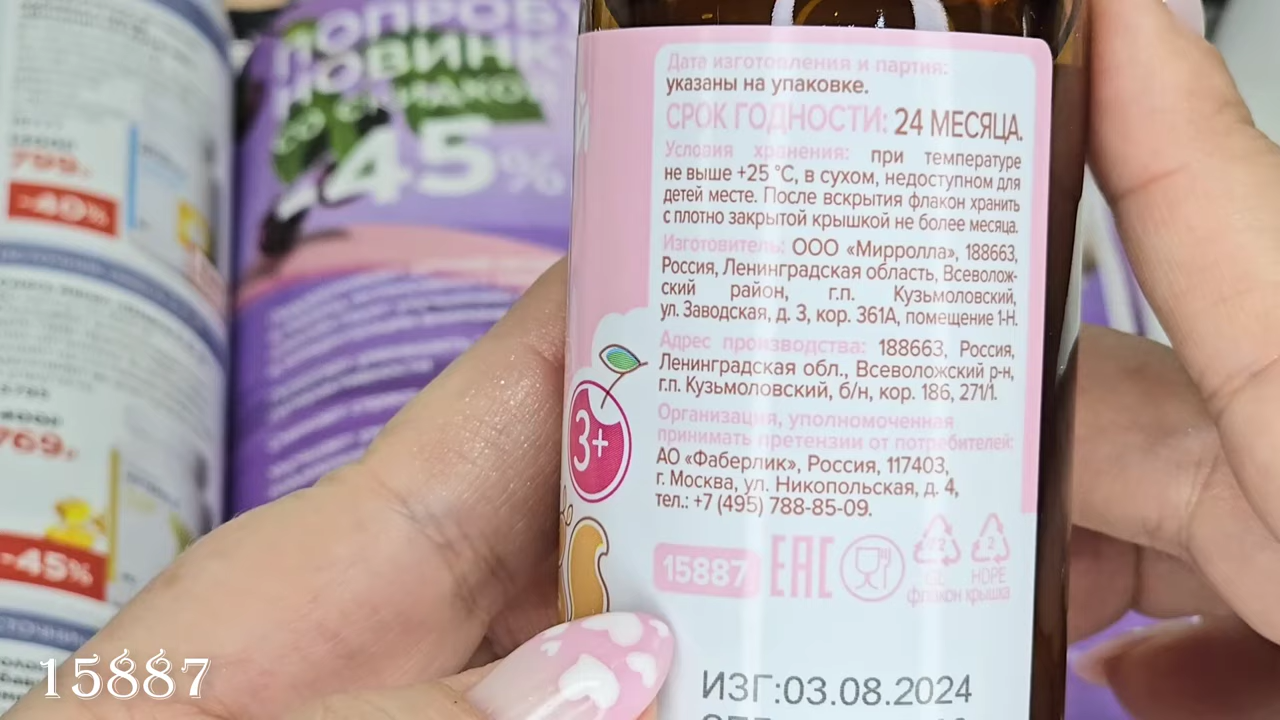 ПОПРОБУ
НОВИНК
СО СКИДКОЙ
45%
799.
-40%
769.
-45%
Й
Дата изготовления и партия:
указаны на упаковке.
СРОК ГОДНОСТИ: 24 МЕСЯЦА.
Условия хранения: при температуре
не выше +25 °С, в сухом, недоступном для
детей месте. После вскрытия флакон хранить
с плотно закрытой крышкой не более месяца.
Изготовитель: ООО «Мирролла», 188663,
Россия, Ленинградская область, Всеволож-
ский район, г.п. Кузьмоловский,
ул. Заводская, д. 3, кор. 361А, помещение 1-Н.
Адрес производства: 188663, Россия,
Ленинградская обл., Всеволожский р-н,
г.п. Кузьмоловский, б/н, кор. 186, 271/1.
Организация, уполномоченная
принимать претензии от потребителей:
АО «Фаберлик», Россия, 117403,
г. Москва, ул. Никопольская, д. 4,
тел.: +7 (495) 788-85-09.
3+
15887 EAC
2
HDPE
флакон крышка
ИЗГ:03.08.2024
15887